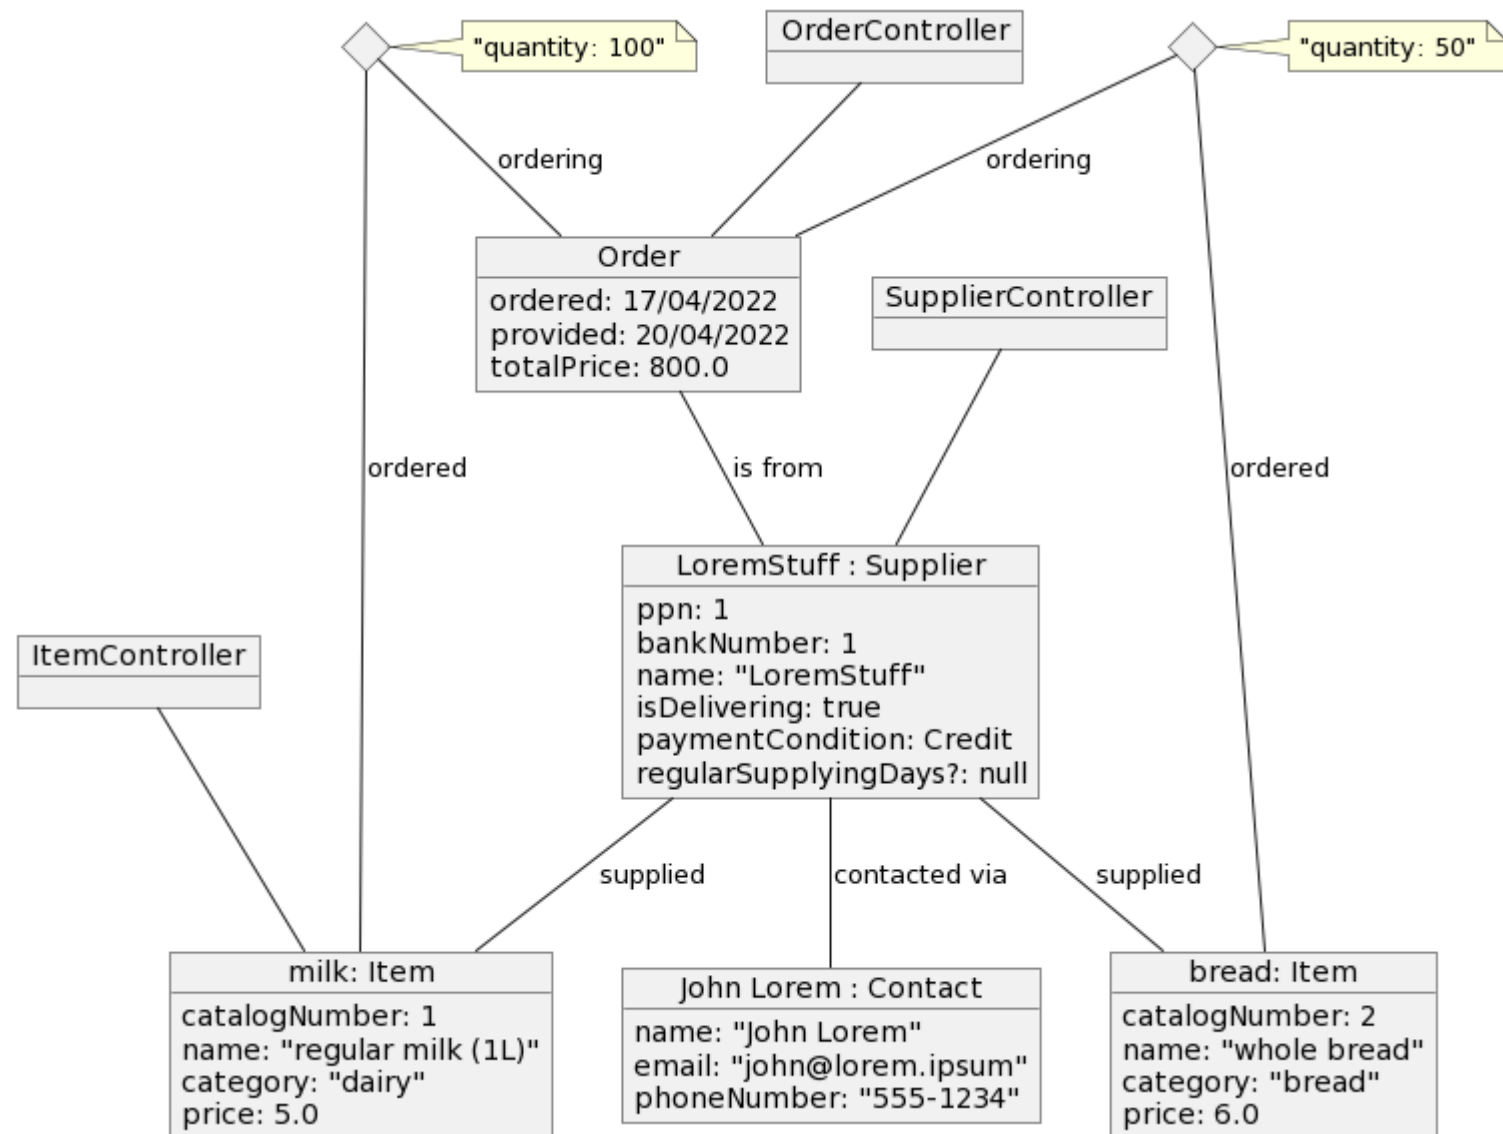 "quantity: 100"
OrderController
"quantity: 50"
ordering
ordering
Order
ordered: 17/04/2022
provided: 20/04/2022
totalPrice: 800.0
SupplierController
ordered
is from
ordered
LoremStuff : Supplier
ppn: 1
bankNumber: 1
name: "LoremStuff"
isDelivering: true
paymentCondition: Credit
regularSupplyingDays?: null
ItemController
supplied
contacted via
supplied
milk: Item
catalogNumber: 1
name: "regular milk (1L)"
category: "dairy"
price: 5.0
John Lorem : Contact
name: "John Lorem"
email: "john@lorem.ipsum"
phoneNumber: "555-1234"
bread: Item
catalogNumber: 2
name: "whole bread"
category: "bread"
price: 6.0